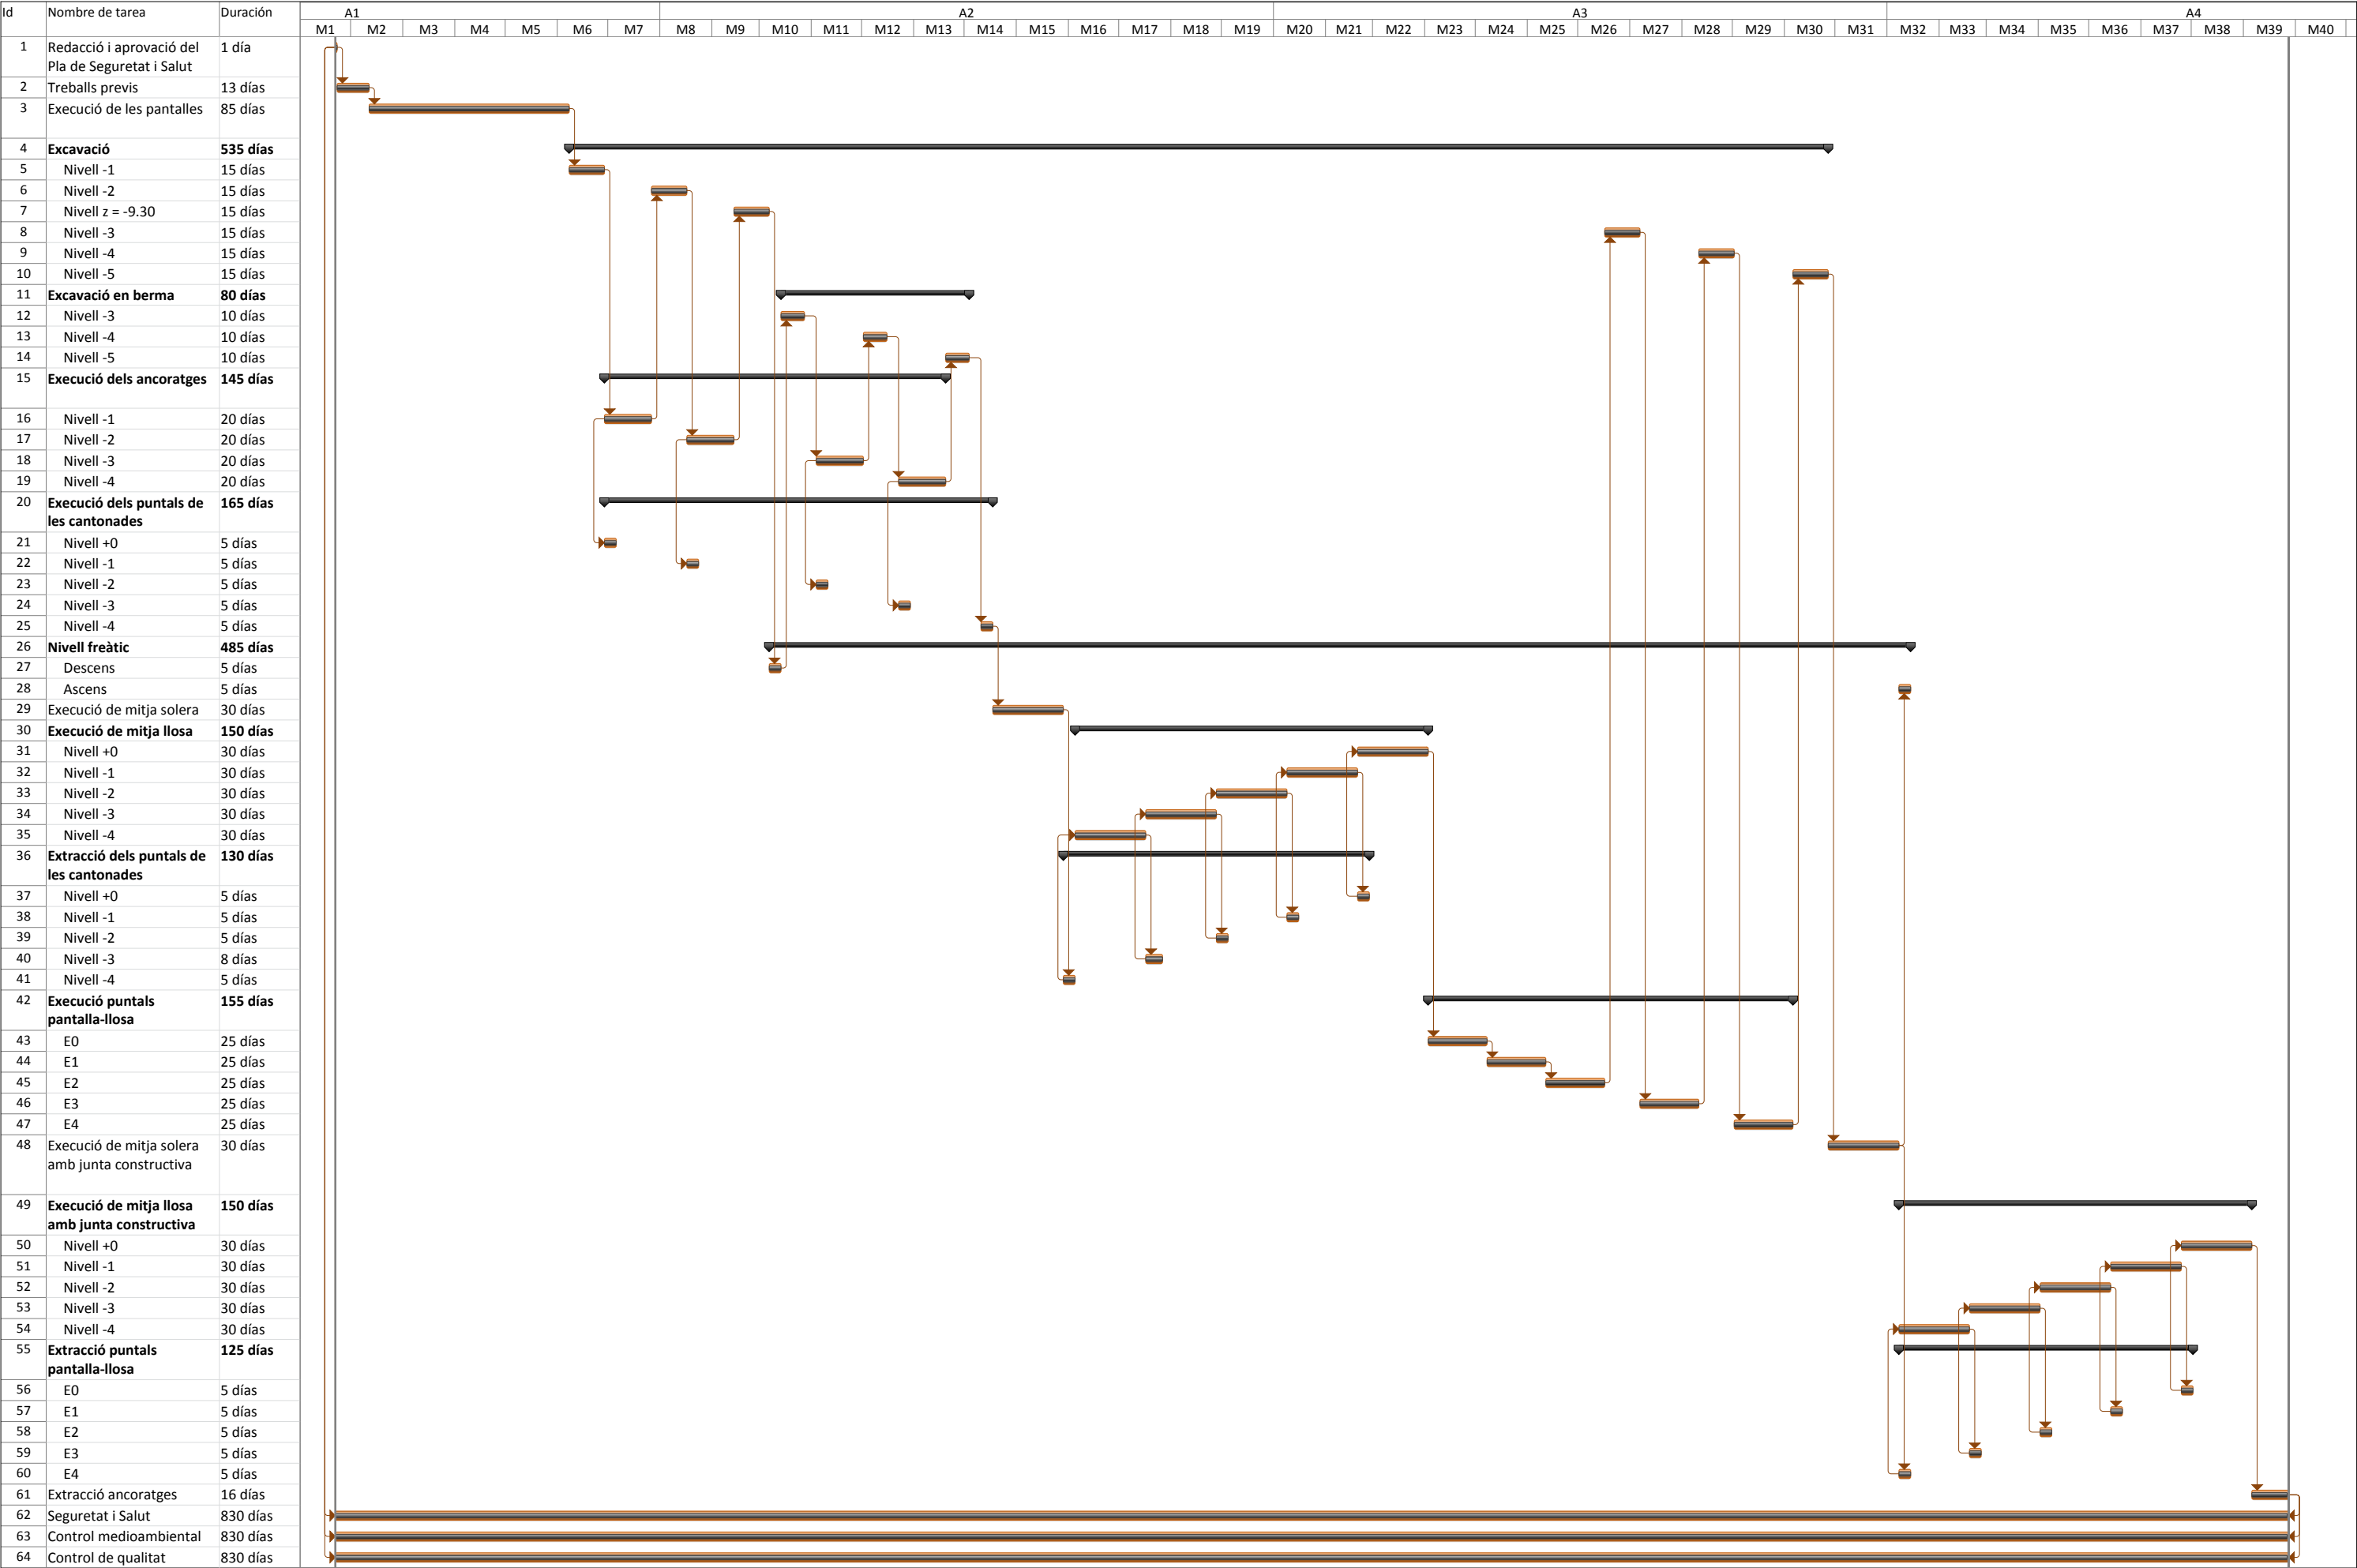 Id Nombre de tarea Duración A1 A2 A3 A4
M1 M2 M3 M4 M5 M6 M7 M8 M9 M10 M11 M12 M13 M14 M15 M16 M17 M18 M19 M20 M21 M22 M23 M24 M25 M26 M27 M28 M29 M30 M31 M32 M33 M34 M35 M36 M37 M38 M39 M40
1 Redacció i aprovació del 1 día
Pla de Seguretat i Salut
2 Treballs previs 13 días
3 Execució de les pantalles 85 días
4 Excavació 535 días
5 Nivell -1 15 días
6 Nivell -2 15 días
7 Nivell z = -9.30 15 días
8 Nivell -3 15 días
9 Nivell -4 15 días
10 Nivell -5 15 días
11 Excavació en berma 80 días
12 Nivell -3 10 días
13 Nivell -4 10 días
14 Nivell -5 10 días
15 Execució dels ancoratges 145 días
16 Nivell -1 20 días
17 Nivell -2 20 días
18 Nivell -3 20 días
19 Nivell -4 20 días
20 Execució dels puntals de 165 días
les cantonades
21 Nivell +0 5 días
22 Nivell -1 5 días
23 Nivell -2 5 días
24 Nivell -3 5 días
25 Nivell -4 5 días
26 Nivell freàtic 485 días
27 Descens 5 días
28 Ascens 5 días
29 Execució de mitja solera 30 días
30 Execució de mitja llosa 150 días
31 Nivell +0 30 días
32 Nivell -1 30 días
33 Nivell -2 30 días
34 Nivell -3 30 días
35 Nivell -4 30 días
36 Extracció dels puntals de 130 días
les cantonades
37 Nivell +0 5 días
38 Nivell -1 5 días
39 Nivell -2 5 días
40 Nivell -3 8 días
41 Nivell -4 5 días
42 Execució puntals 155 días
pantalla-llosa
43 E0 25 días
44 E1 25 días
45 E2 25 días
46 E3 25 días
47 E4 25 días
48 Execució de mitja solera 30 días
amb junta constructiva
49 Execució de mitja llosa 150 días
amb junta constructiva
50 Nivell +0 30 días
51 Nivell -1 30 días
52 Nivell -2 30 días
53 Nivell -3 30 días
54 Nivell -4 30 días
55 Extracció puntals 125 días
pantalla-llosa
56 E0 5 días
57 E1 5 días
58 E2 5 días
59 E3 5 días
60 E4 5 días
61 Extracció ancoratges 16 días
62 Seguretat i Salut 830 días
63 Control medioambiental 830 días
64 Control de qualitat 830 días